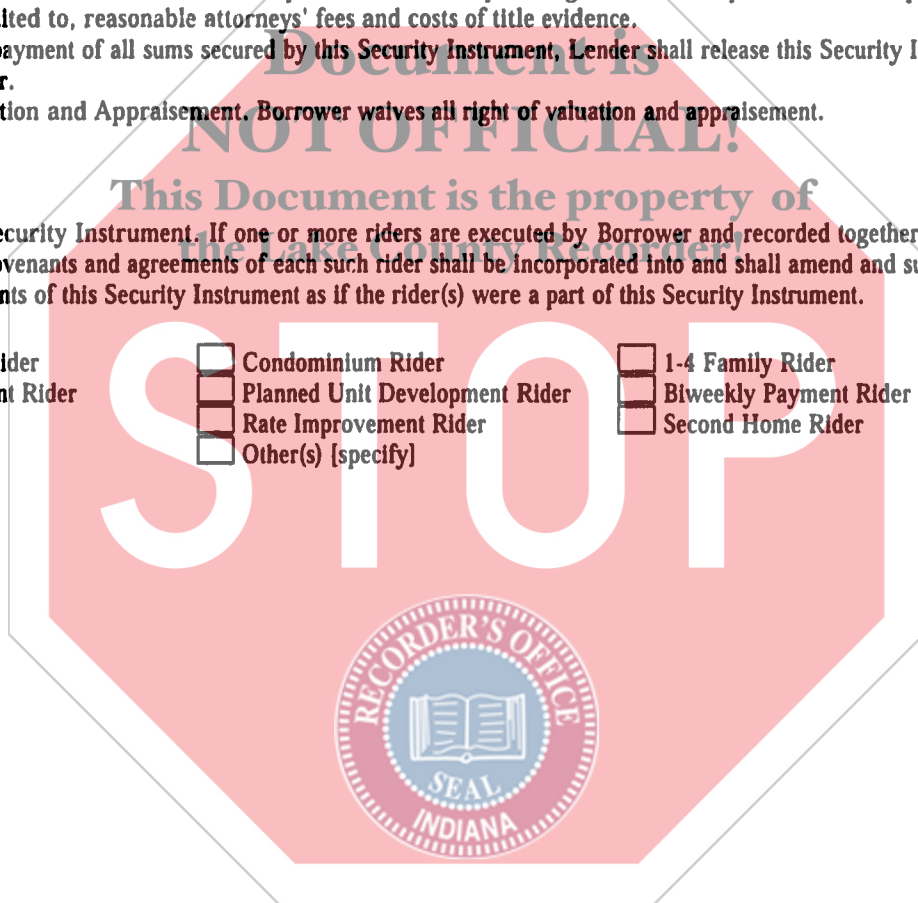 ited to, reasonable attorneys' fees and costs of title evidence.
ayment of all sums secured by this Security Instrument, Lender shall release this Security I
r.
tion and Appraisement. Borrower waives all right of valuation and appraisement.
Document is
NOT OFFICIAL!
This Document is the property of
the Lake County Recorder!
ecurity Instrument. If one or more riders are executed by Borrower and recorded together
venants and agreements of each such rider shall be incorporated into and shall amend and su
nts of this Security Instrument as if the rider(s) were a part of this Security Instrument.
ider
Condominium Rider
1-4 Family Rider
nt Rider
Planned Unit Development Rider
Biweekly Payment Rider
Rate Improvement Rider
Second Home Rider
Other(s) [specify]
STOP
RECORDER'S OFFICE
SEAL
INDIANA